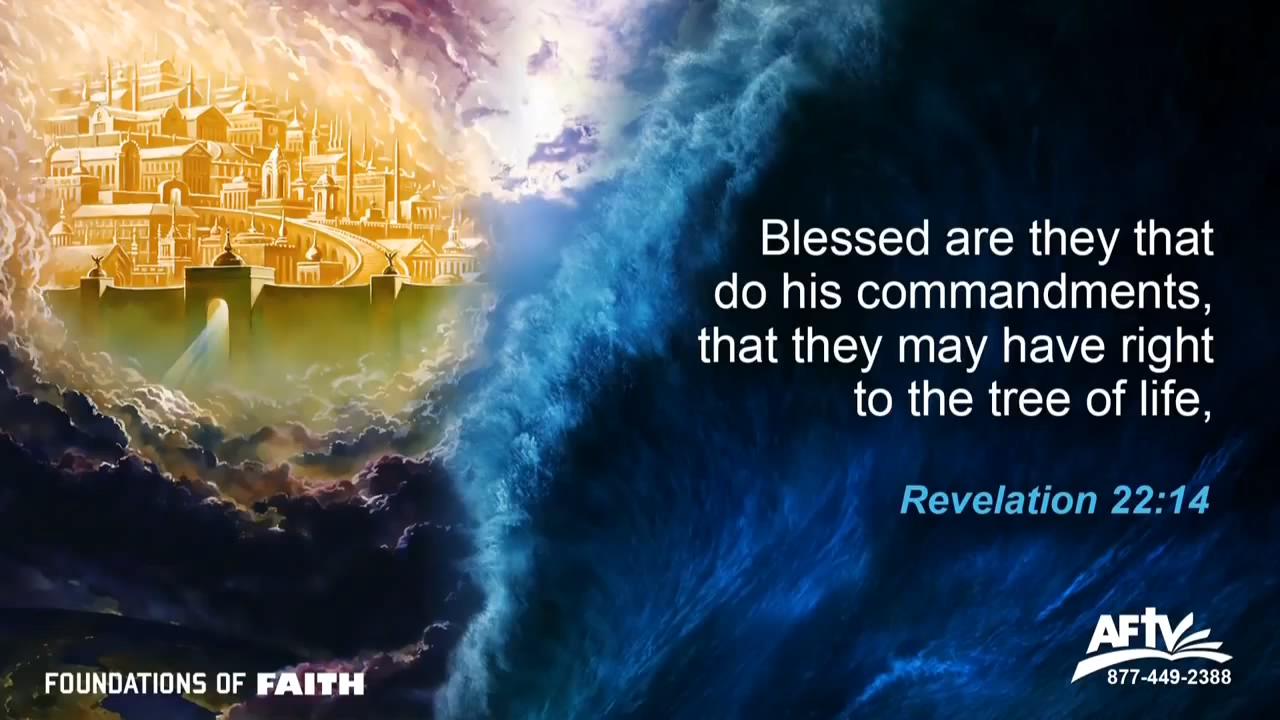 Blessed are they that
do his commandments,
that they may have right
to the tree of life,
Revelation 22:14
FOUNDATIONS OF FAITH
AFTV
877-449-2388